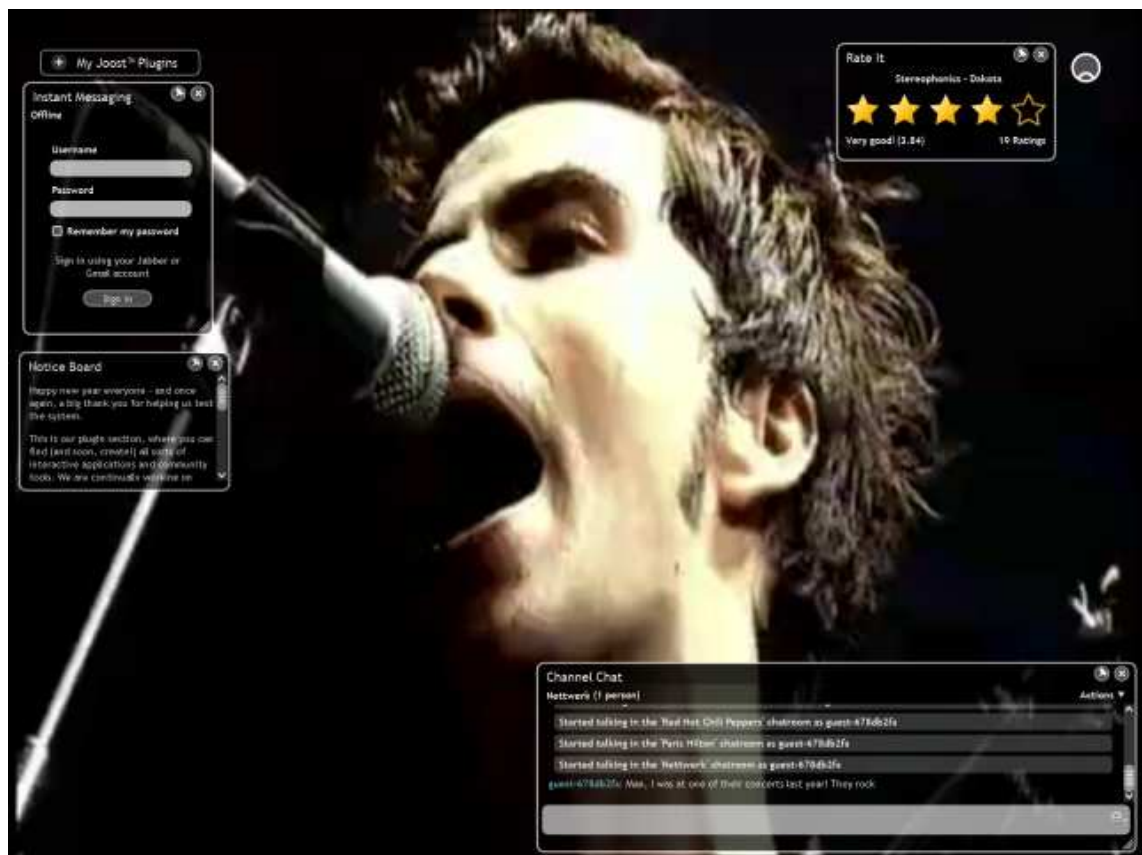 My Joost™ Plugins
Instant Messaging
Offline
Username
Password
Remember my password
Sign in using your Jabber or
Gmail account
Sign in
Notice Board
Happy new year everyone - and once
again, a big thank you for helping us test
the system.
This is our plugin section, where you can
find (and soon, create!) all sorts of
interactive applications and community
tools. We are continually working on
Rate It
Stereophonics - Dakota
Very good! (3.84)
19 Ratings
Channel Chat
Nettwerk (1 person)
Actions
Started talking in the 'Red Hot Chili Peppers' chatroom as guest-678db2fa
Started talking in the 'Paris Hilton' chatroom as guest-678db2fa
Started talking in the 'Nettwerk' chatroom as guest-678db2fa
guest-678db2fa: Man, I was at one of their concerts last year! They rock